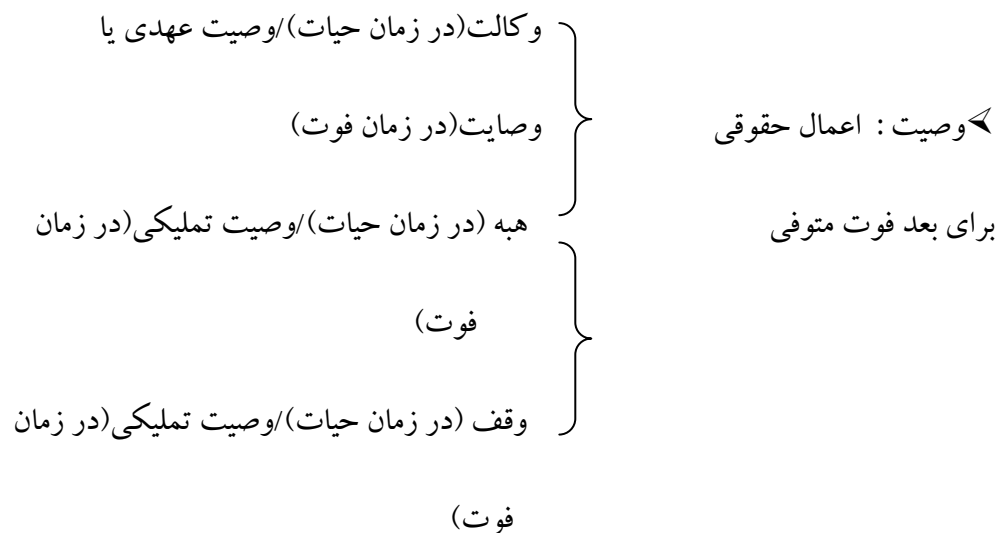 وکالت(در زمان حیات)/وصیت عهدی یا
➢وصیت : اعمال حقوقی وصایت(در زمان فوت)
برای بعد فوت متوفی هبه (در زمان حیات)/وصیت تملیکی(در زمان
فوت)
وقف (در زمان حیات)/وصیت تملیکی(در زمان
فوت)